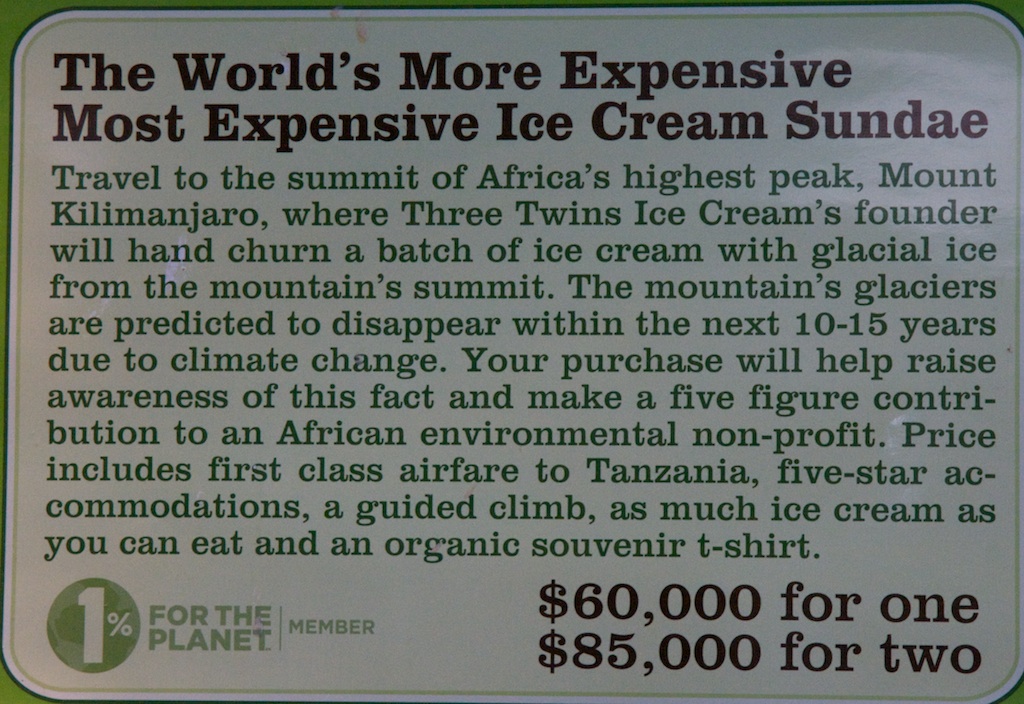 The World's More Expensive
Most Expensive Ice Cream Sundae
Travel to the summit of Africa's highest peak, Mount
Kilimanjaro, where Three Twins Ice Cream's founder
will hand churn a batch of ice cream with glacial ice
from the mountain's summit. The mountain's glaciers
are predicted to disappear within the next 10-15 years
due to climate change. Your purchase will help raise
awareness of this fact and make a five figure contri-
bution to an African environmental non-profit. Price
includes first class airfare to Tanzania, five-star ac-
commodations, a guided climb, as much ice cream as
you can eat and an organic souvenir t-shirt.
1%
FOR THE
PLANET
MEMBER
$60,000 for one
$85,000 for two